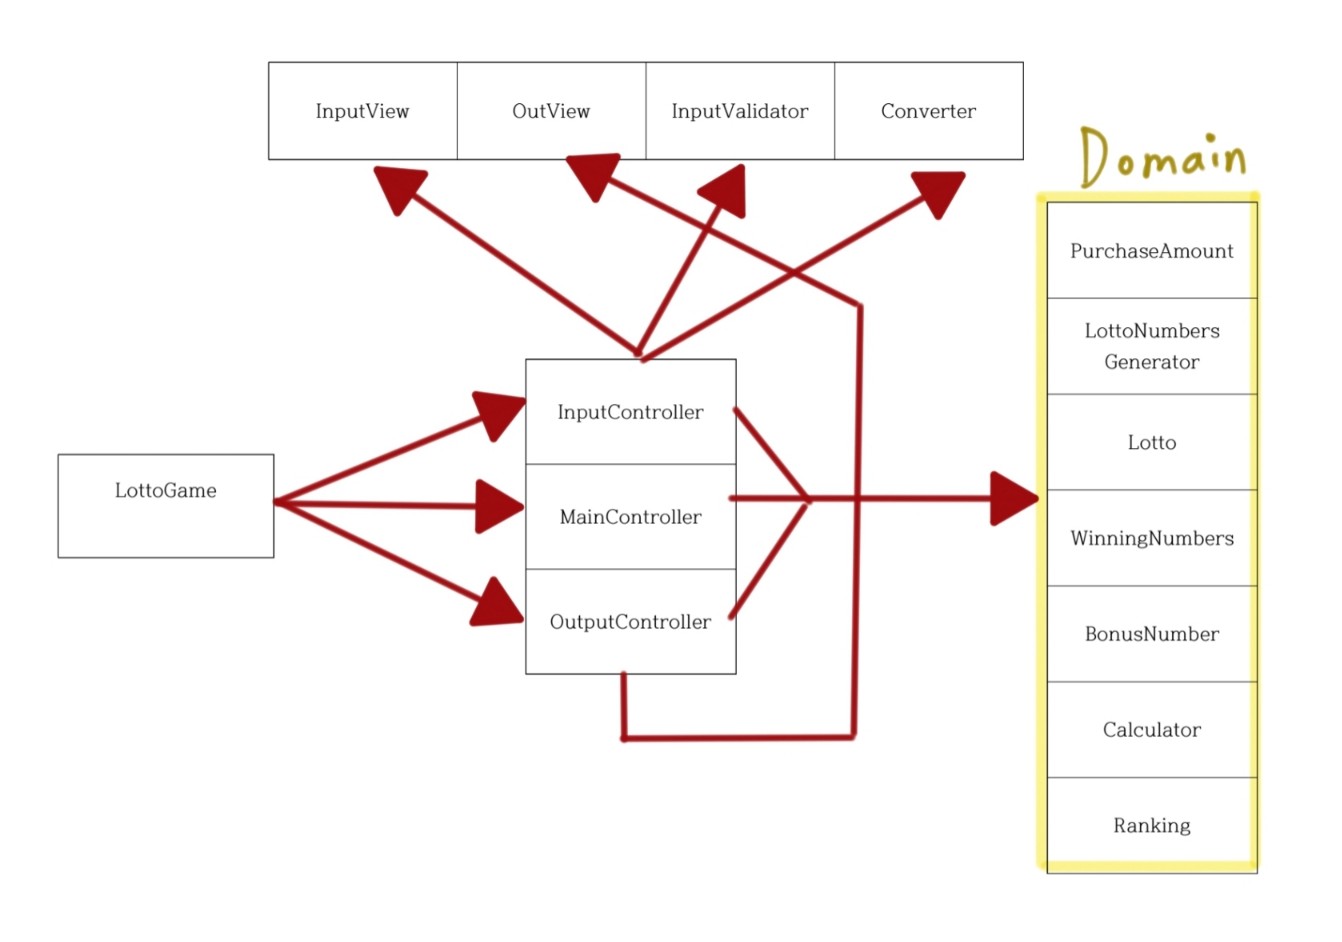 InputView
OutView
InputValidator
Converter
Domain
PurchaseAmount
LottoNumbers
Generator
Lotto
WinningNumbers
BonusNumber
Calculator
Ranking
InputController
MainController
OutputController
LottoGame